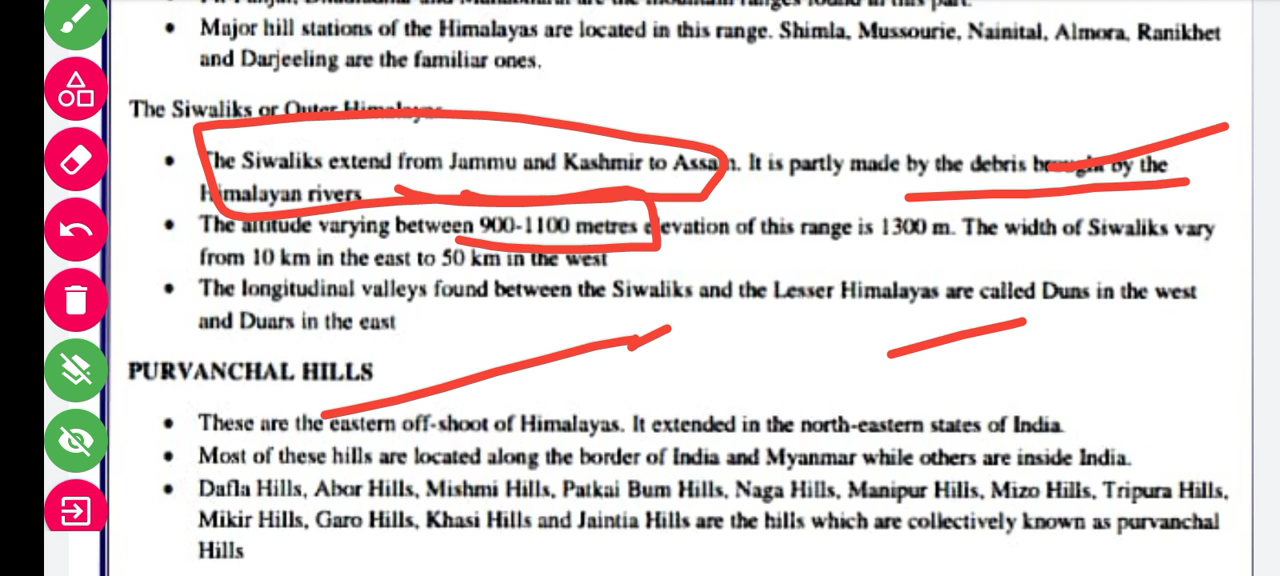 Major hill stations of the Himalayas are located in this range. Shimla, Mussourie, Nainital, Almora, Ranikhet
and Darjeeling are the familiar ones.
The Siwaliks or Outer Himalayas
The Siwaliks extend from Jammu and Kashmir to Assam. It is partly made by the debris brought by the
Himalayan rivers
The altitude varying between 900-1100 metres elevation of this range is 1300 m. The width of Siwaliks vary
from 10 km in the east to 50 km in the west
The longitudinal valleys found between the Siwaliks and the Lesser Himalayas are called Duns in the west
and Duars in the east
PURVANCHAL HILLS
These are the eastern off-shoot of Himalayas. It extended in the north-eastern states of India
Most of these hills are located along the border of India and Myanmar while others are inside India.
Dafla Hills, Abor Hills, Mishmi Hills, Patkai Bum Hills, Naga Hills, Manipur Hills, Mizo Hills, Tripura Hills,
Mikir Hills, Garo Hills, Khasi Hills and Jaintia Hills are the hills which are collectively known as purvanchal
Hills